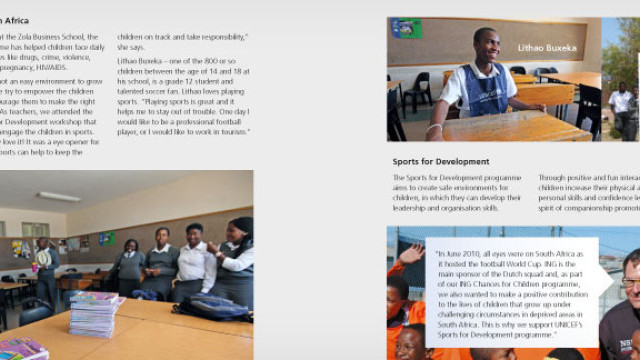 h Africa
at the Zola Business School, the
me has helped children face daily
ws like drugs, crime, violence,
pregnancy, HIV/AIDS.
not an easy environment to grow
e try to empower the children
ourage them to make the right
As teachers, we attended the
or Development workshop that
engage the children in sports.
y love it! It was a eye opener for
ports can help to keep the
children on track and take responsibility,"
she says.
Lithao Buxeka – one of the 800 or so
children between the age of 14 and 18 at
his school, is a grade 12 student and
talented soccer fan. Lithao loves playing
sports. "Playing sports is great and it
helps me to stay out of trouble. One day I
would like to be a professional football
player, or I would like to work in tourism."
Lithao Buxeka
Sports for Development
The Sports for Development programme
aims to create safe environments for
children, in which they can develop their
leadership and organisation skills.
Through positive and fun interac
children increase their physical a
personal skills and confidence le
spirit of companionship promot
"In June 2010, all eyes were on South Africa as
it hosted the football World Cup. ING is the
main sponsor of the Dutch squad and, as part
of our ING Chances for Children programme,
we also wanted to make a positive contribution
to the lives of children that grow up under
challenging circumstances in deprived areas in
South Africa. This is why we support UNICEF's
Sports for Development programme."